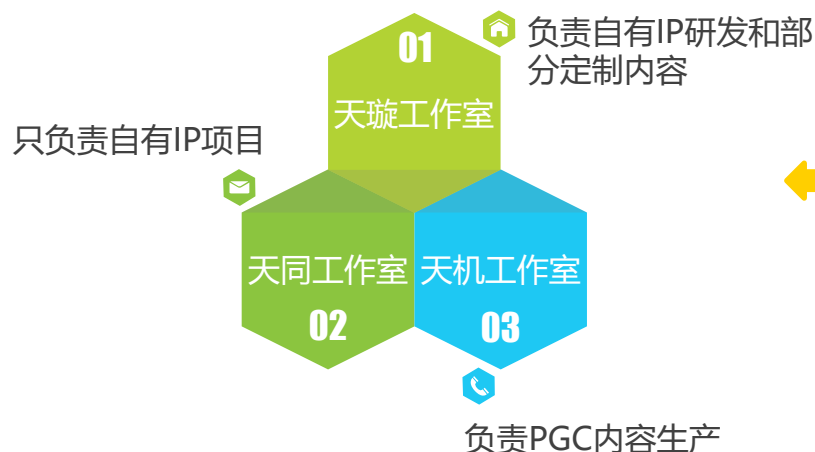 01
负责自有IP研发和部
分定制内容
天璇工作室
只负责自有IP项目
天同工作室
02
天机工作室
03
负责PGC内容生产